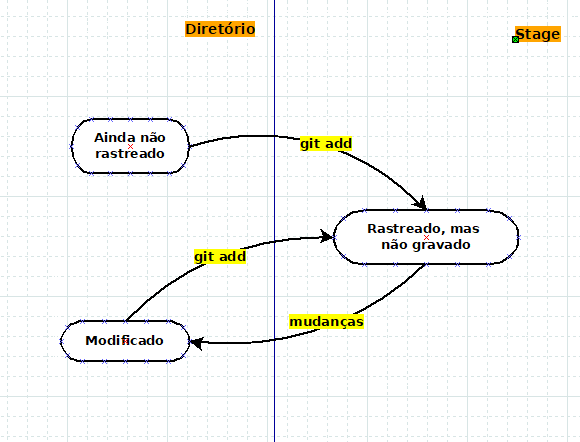 Diretório
Stage
Ainda não
rastreado
git add
Rastreado, mas
não gravado
git add
mudanças
Modificado